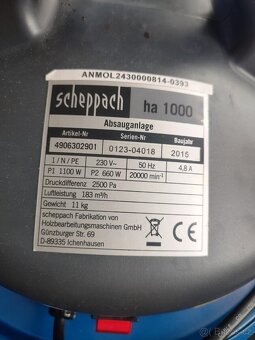 ANMOL2430000814-0393
scheppach ha 1000
Absauganlage
Artikel-Nr Serien-Nr Baujahr
4906302901 0123-04018 2015
1 / N / PE 230 V~ 50 Hz 4,8 A
P1 1100 W P2 660 W 20000 min⁻¹
Druckdifferenz 2500 Pa
Luftleistung 183 m³/h
Gewicht 11 kg
scheppach Fabrikation von
Holzbearbeitungsmaschinen GmbH
Günzburger Str. 69
D-89335 Ichenhausen
CE